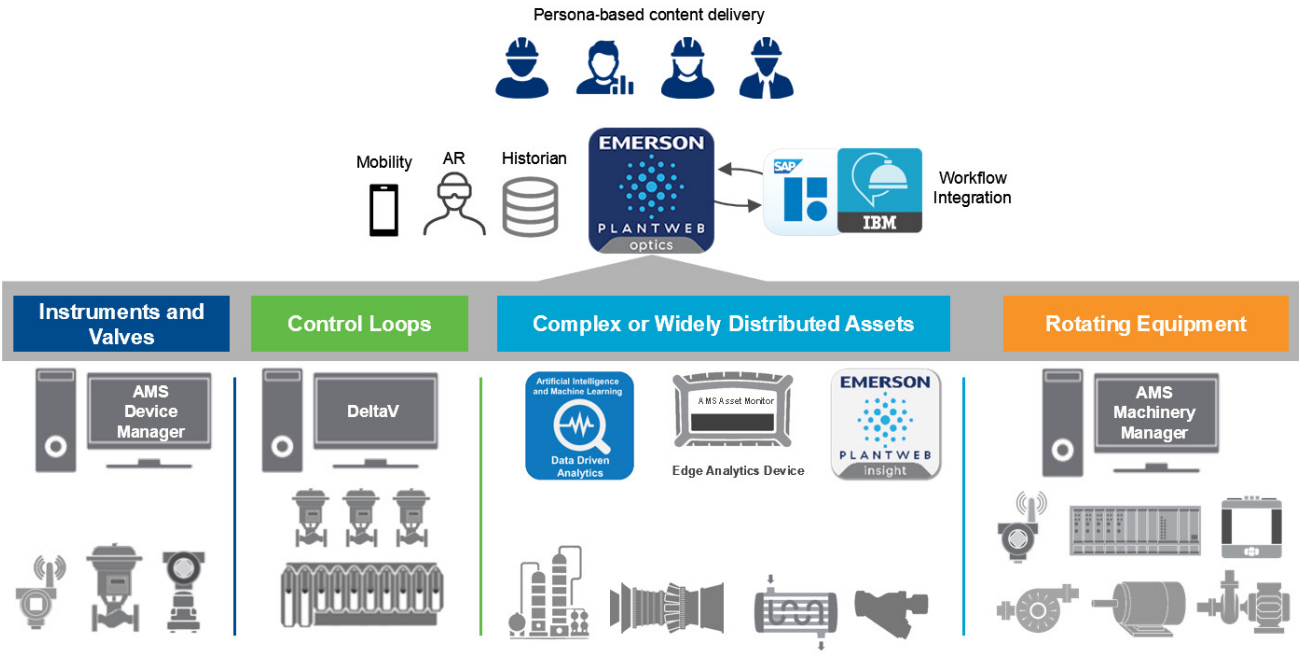 Persona-based content delivery
Mobility
AR
Historian
EMERSON
PLANTWEB
optics
SAP
IBM
Workflow
Integration
Instruments and
Valves
Control Loops
Complex or Widely Distributed Assets
Rotating Equipment
AMS
Device
Manager
DeltaV
Artificial Intelligence
and Machine Learning
Data Driven
Analytics
AMS Asset Monitor
Edge Analytics Device
EMERSON
PLANTWEB
insight
AMS
Machinery
Manager